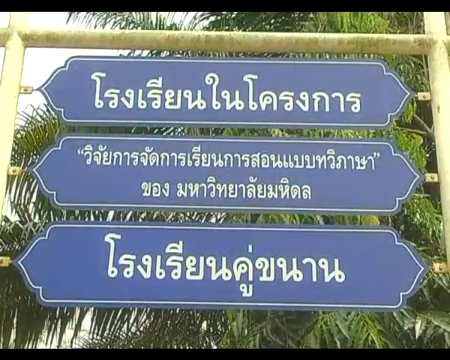 โรงเรียนในโครงการ
“วิจัยการจัดการเรียนการสอนแบบทวิภาษา”
ของ มหาวิทยาลัยมหิดล
โรงเรียนคู่ขนาน